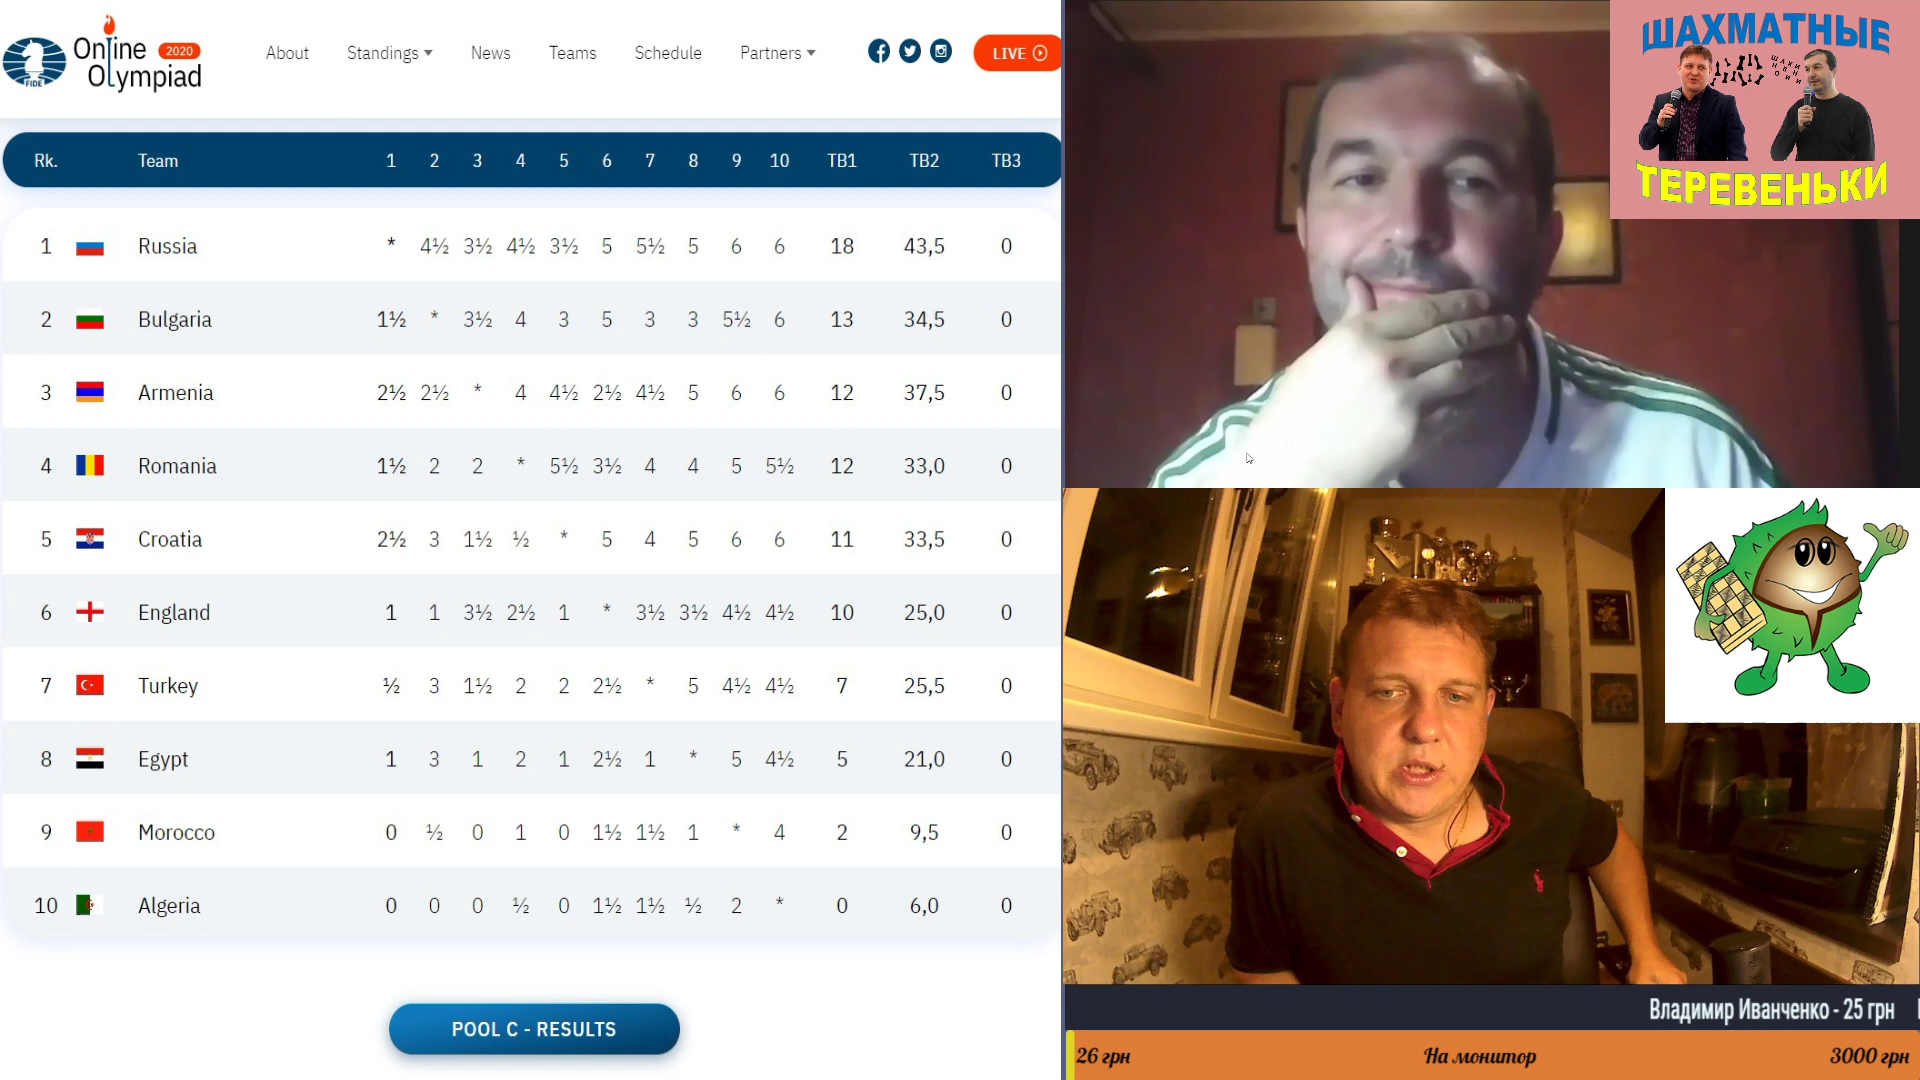 FIDE
Online 2020
Olympiad
About Standings News Teams Schedule Partners LIVE
Rk. Team 1 2 3 4 5 6 7 8 9 10 TB1 TB2 TB3
1 Russia * 4½ 3½ 4½ 3½ 5 5½ 5 6 6 18 43,5 0
2 Bulgaria 1½ * 3½ 4 3 5 3 3 5½ 6 13 34,5 0
3 Armenia 2½ 2½ * 4 4½ 2½ 4½ 5 6 6 12 37,5 0
4 Romania 1½ 2 2 * 5½ 3½ 4 4 5 5½ 12 33,0 0
5 Croatia 2½ 3 1½ ½ * 5 4 5 6 6 11 33,5 0
6 England 1 1 3½ 2½ 1 * 3½ 3½ 4½ 4½ 10 25,0 0
7 Turkey ½ 3 1½ 2 2 2½ * 5 4½ 4½ 7 25,5 0
8 Egypt 1 3 1 2 1 2½ 1 * 5 4½ 5 21,0 0
9 Morocco 0 ½ 0 1 0 1½ 1½ 1 * 4 2 9,5 0
10 Algeria 0 0 0 ½ 0 1½ 1½ ½ 2 * 0 6,0 0
POOL C - RESULTS
ШАХМАТНЫЕ
ТЕРЕВЕНЬКИ
Владимир Иванченко - 25 грн
26 грн На монитор 3000 грн